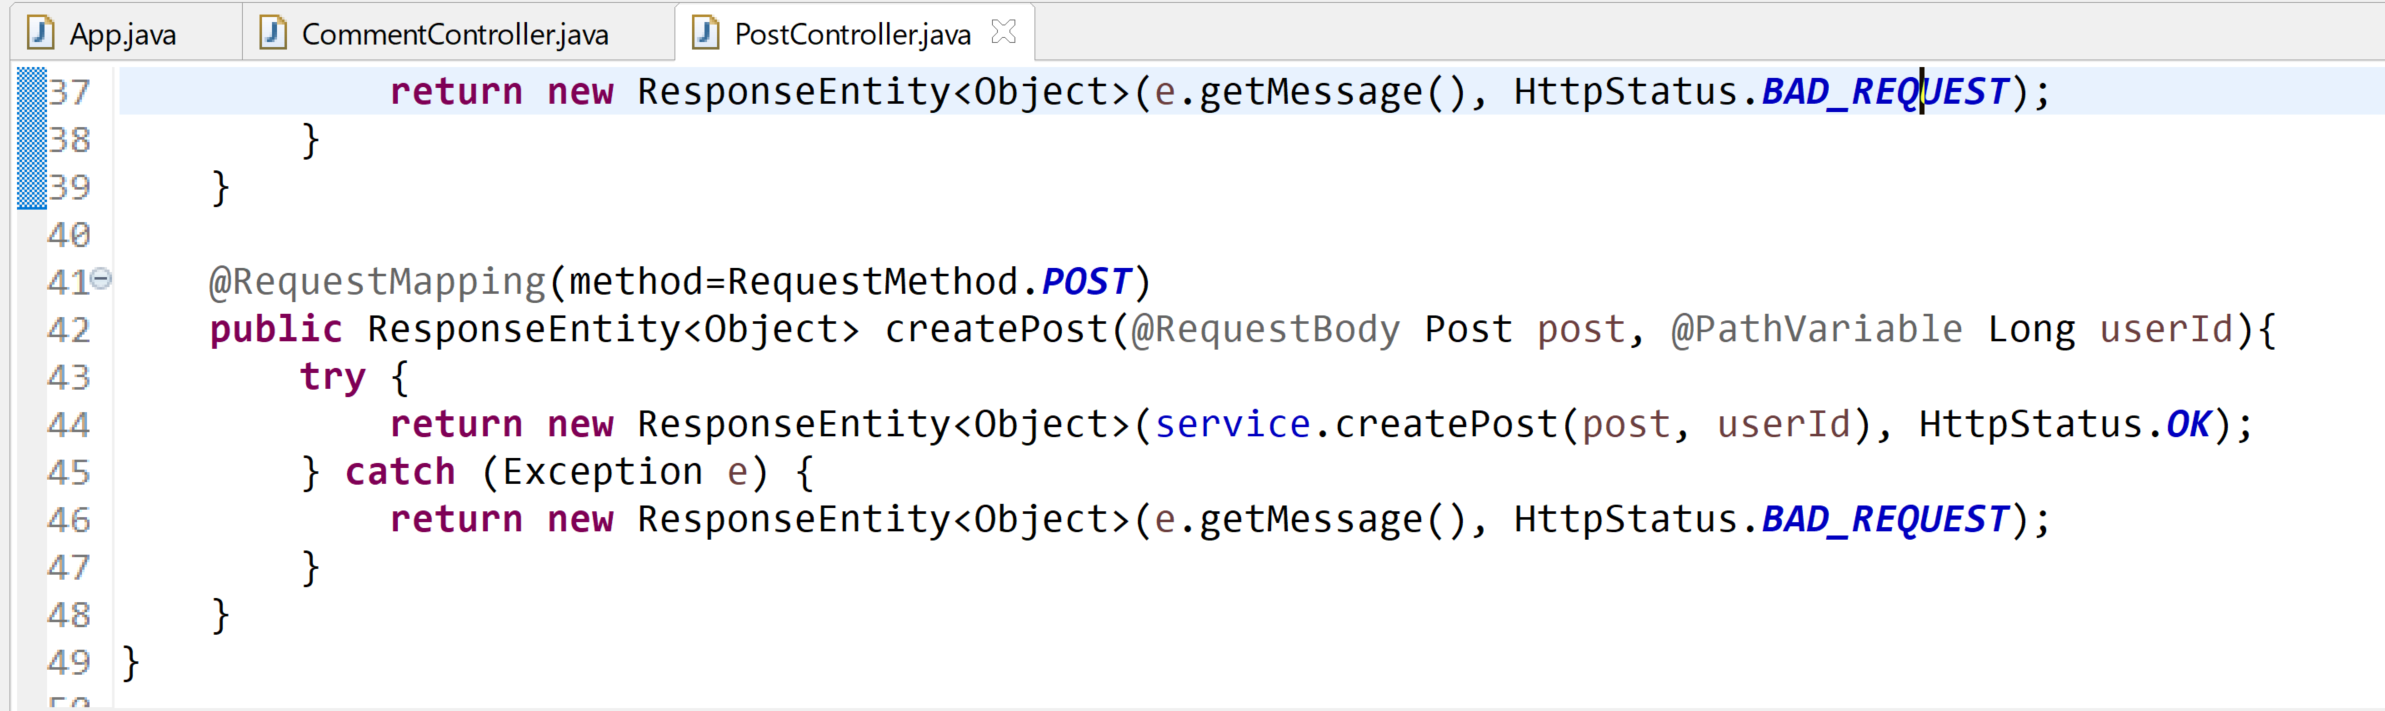 App.java CommentController.java PostController.java
37 return new ResponseEntity<Object>(e.getMessage(), HttpStatus.BAD_REQUEST);
38 }
39 }
40
41 @RequestMapping(method=RequestMethod.POST)
42 public ResponseEntity<Object> createPost(@RequestBody Post post, @PathVariable Long userId){
43 try {
44 return new ResponseEntity<Object>(service.createPost(post, userId), HttpStatus.OK);
45 } catch (Exception e) {
46 return new ResponseEntity<Object>(e.getMessage(), HttpStatus.BAD_REQUEST);
47 }
48 }
49 }